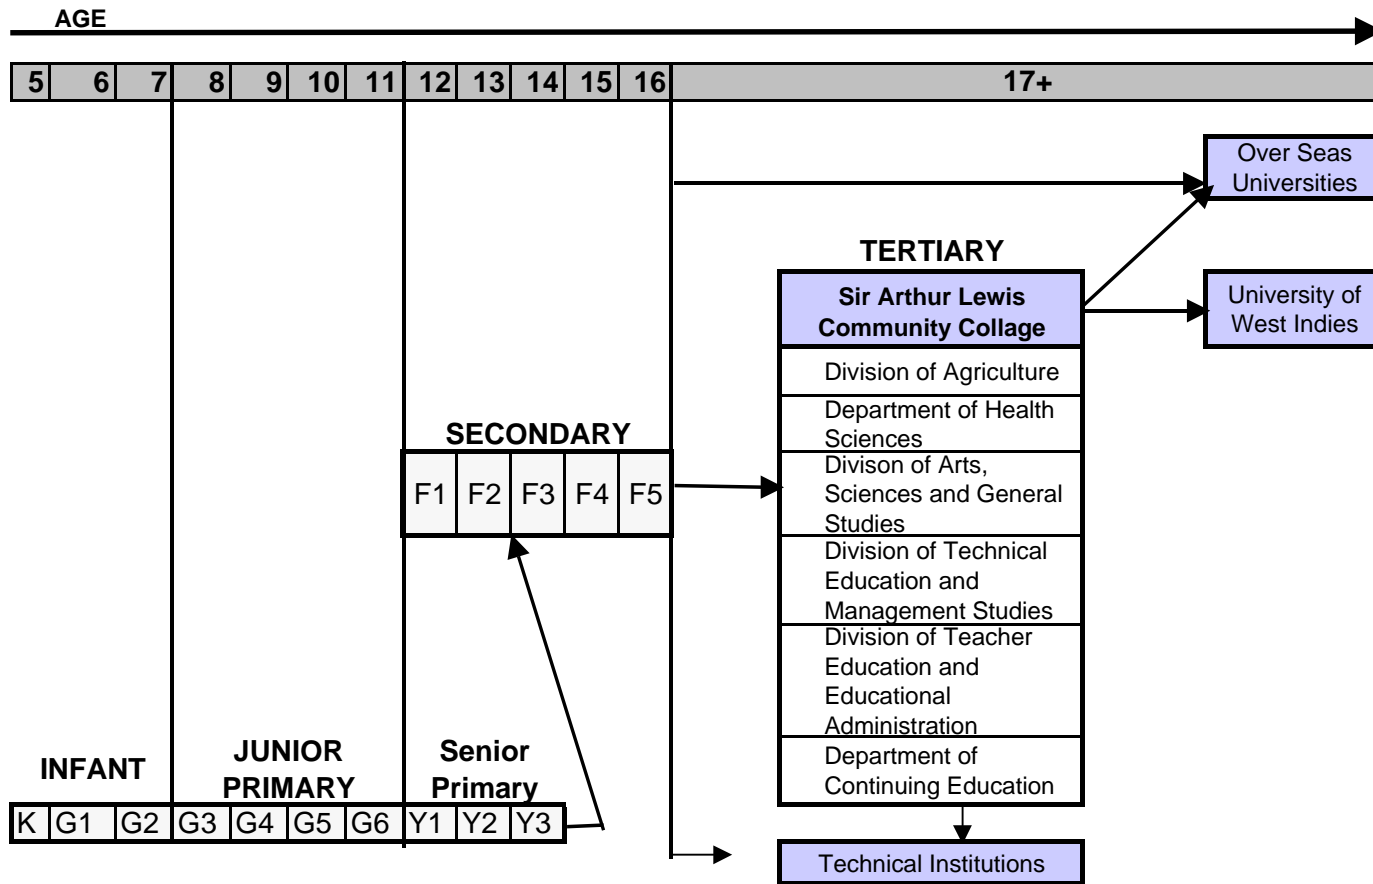 AGE
5 6 7 8 9 10 11 12 13 14 15 16 17+
Over Seas
Universities
TERTIARY
Sir Arthur Lewis
Community Collage
University of
West Indies
Division of Agriculture
Department of Health
Sciences
SECONDARY
F1 F2 F3 F4 F5
Divison of Arts,
Sciences and General
Studies
Division of Technical
Education and
Management Studies
Division of Teacher
Education and
Educational
Administration
Department of
Continuing Education
INFANT
JUNIOR
PRIMARY
Senior
Primary
K G1 G2 G3 G4 G5 G6 Y1 Y2 Y3
Technical Institutions